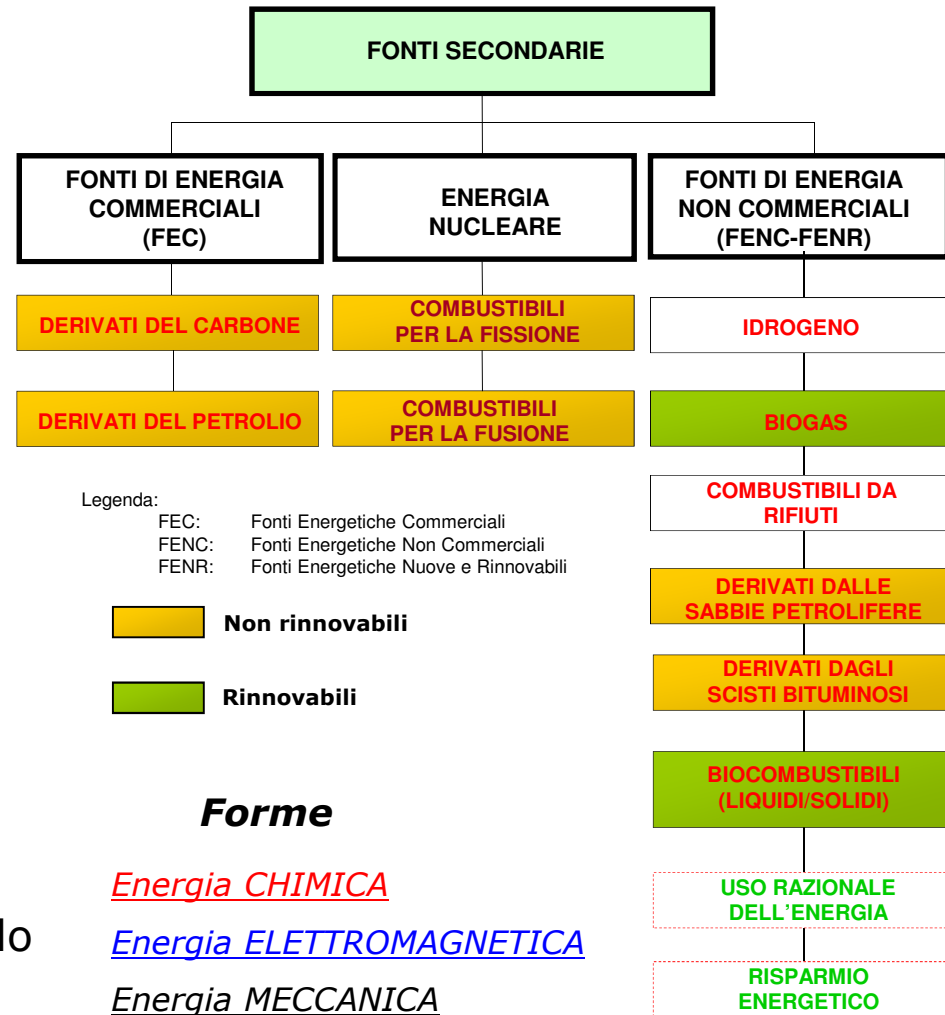 FONTI SECONDARIE
FONTI DI ENERGIA
COMMERCIALI
(FEC)
ENERGIA
NUCLEARE
FONTI DI ENERGIA
NON COMMERCIALI
(FENC-FENR)
DERIVATI DEL CARBONE
COMBUSTIBILI
PER LA FISSIONE
IDROGENO
DERIVATI DEL PETROLIO
COMBUSTIBILI
PER LA FUSIONE
BIOGAS
COMBUSTIBILI DA
RIFIUTI
DERIVATI DALLE
SABBIE PETROLIFERE
DERIVATI DAGLI
SCISTI BITUMINOSI
BIOCOMBUSTIBILI
(LIQUIDI/SOLIDI)
USO RAZIONALE
DELL'ENERGIA
RISPARMIO
ENERGETICO
Legenda:
FEC: Fonti Energetiche Commerciali
FENC: Fonti Energetiche Non Commerciali
FENR: Fonti Energetiche Nuove e Rinnovabili
Non rinnovabili
Rinnovabili
Forme
Energia CHIMICA
Energia ELETTROMAGNETICA
Energia MECCANICA